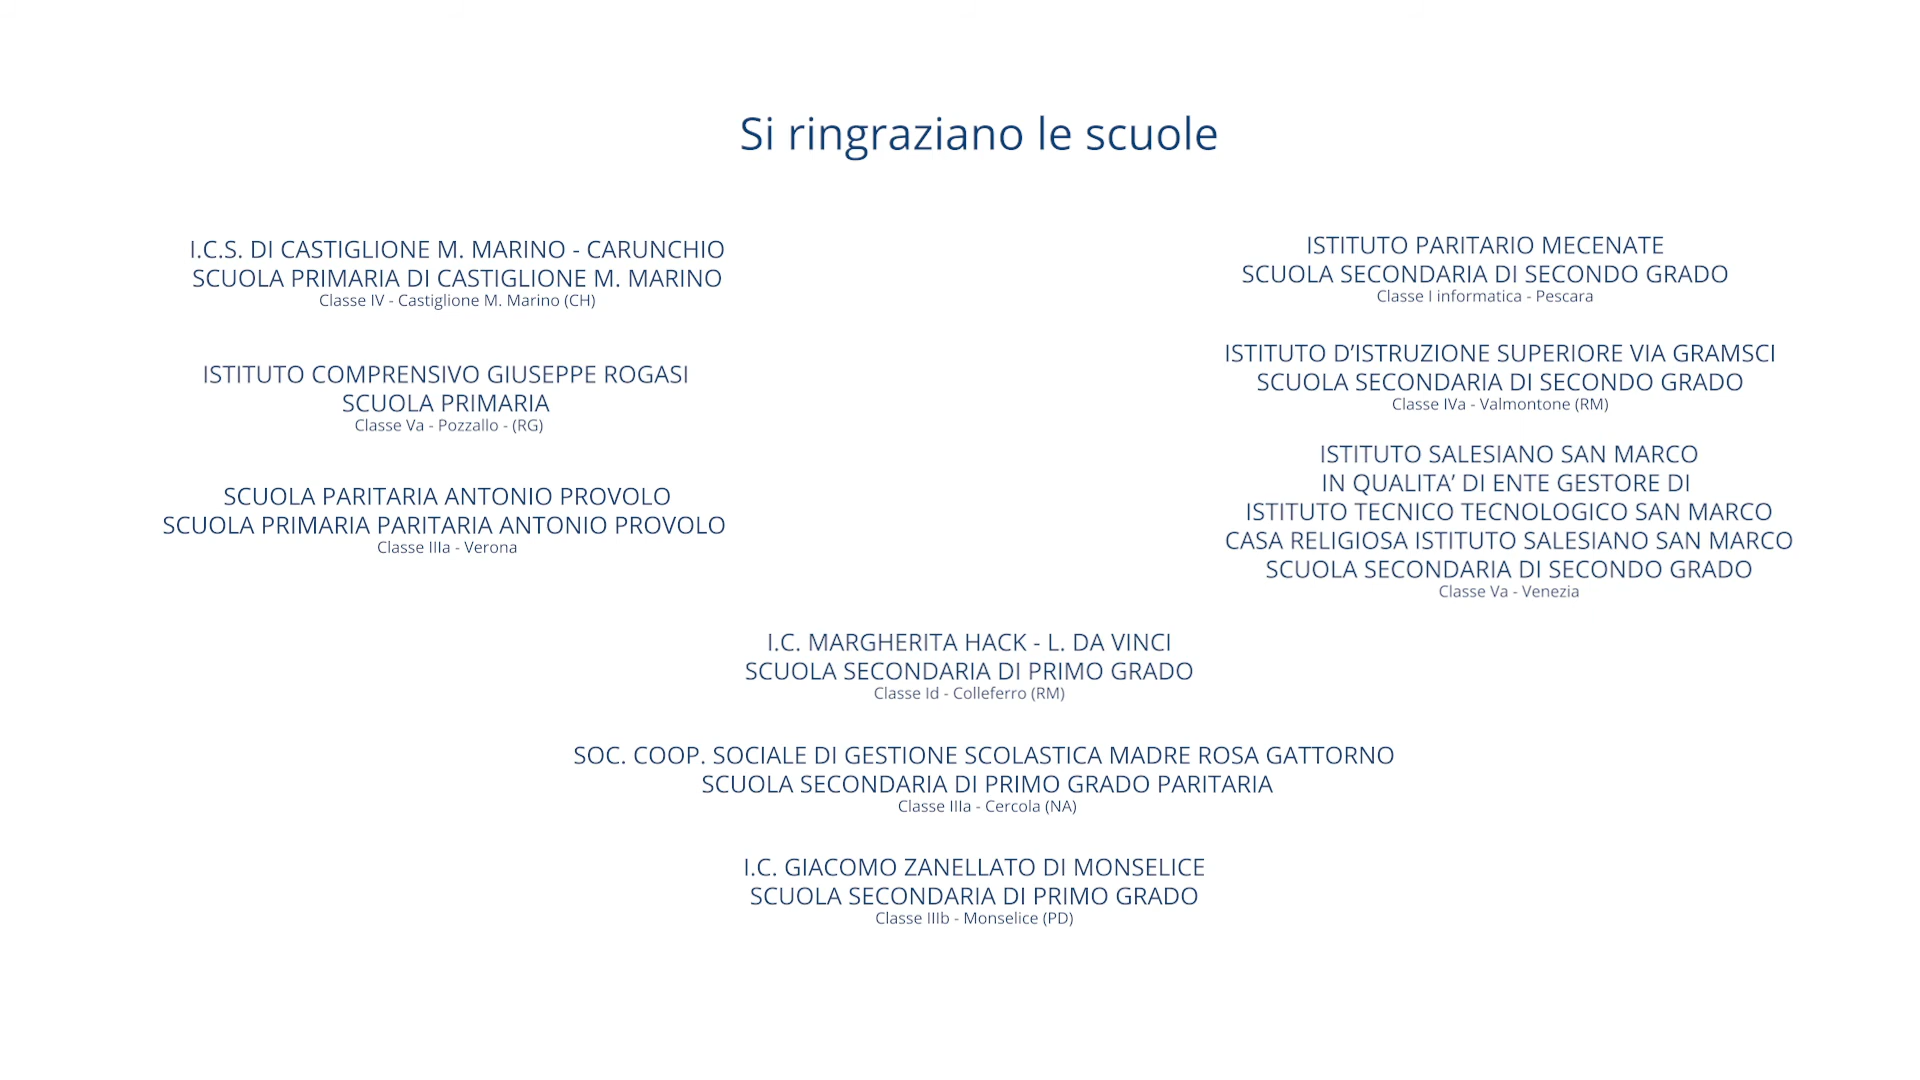 Si ringraziano le scuole
I.C.S. DI CASTIGLIONE M. MARINO - CARUNCHIO
SCUOLA PRIMARIA DI CASTIGLIONE M. MARINO
Classe IV - Castiglione M. Marino (CH)
ISTITUTO COMPRENSIVO GIUSEPPE ROGASI
SCUOLA PRIMARIA
Classe Va - Pozzallo - (RG)
SCUOLA PARITARIA ANTONIO PROVOLO
SCUOLA PRIMARIA PARITARIA ANTONIO PROVOLO
Classe IIIa - Verona
ISTITUTO PARITARIO MECENATE
SCUOLA SECONDARIA DI SECONDO GRADO
Classe I informatica - Pescara
ISTITUTO D’ISTRUZIONE SUPERIORE VIA GRAMSCI
SCUOLA SECONDARIA DI SECONDO GRADO
Classe IVa - Valmontone (RM)
ISTITUTO SALESIANO SAN MARCO
IN QUALITA’ DI ENTE GESTORE DI
ISTITUTO TECNICO TECNOLOGICO SAN MARCO
CASA RELIGIOSA ISTITUTO SALESIANO SAN MARCO
SCUOLA SECONDARIA DI SECONDO GRADO
Classe Va - Venezia
I.C. MARGHERITA HACK - L. DA VINCI
SCUOLA SECONDARIA DI PRIMO GRADO
Classe Id - Colleferro (RM)
SOC. COOP. SOCIALE DI GESTIONE SCOLASTICA MADRE ROSA GATTORNO
SCUOLA SECONDARIA DI PRIMO GRADO PARITARIA
Classe IIIa - Cercola (NA)
I.C. GIACOMO ZANELLATO DI MONSELICE
SCUOLA SECONDARIA DI PRIMO GRADO
Classe IIIb - Monselice (PD)